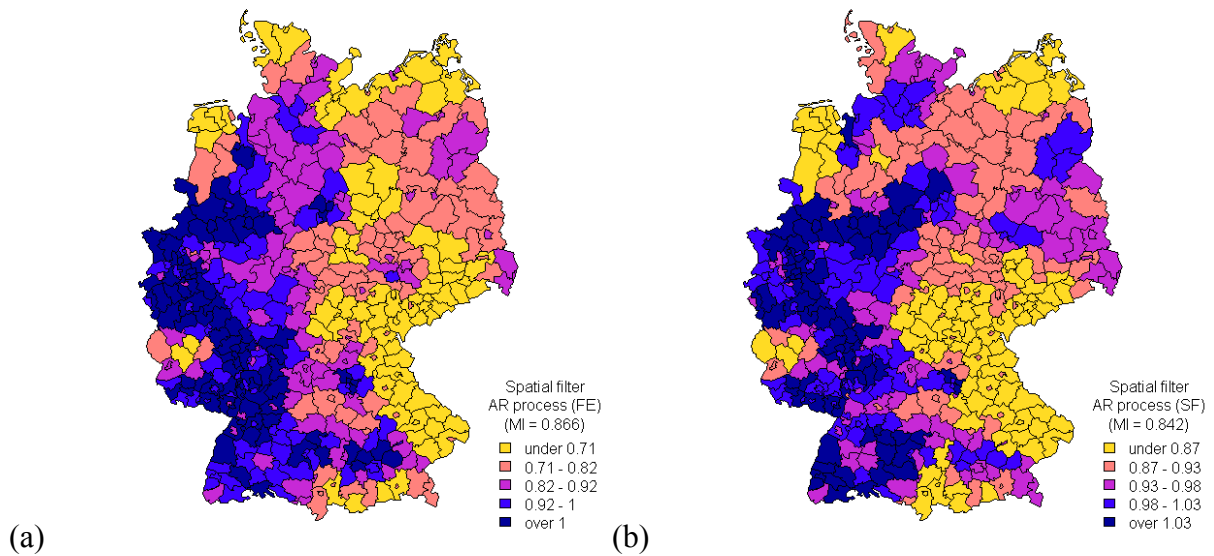 Spatial filter
AR process (FE)
(MI = 0.866)
under 0.71
0.71 - 0.82
0.82 - 0.92
0.92 - 1
over 1
(a)
Spatial filter
AR process (SF)
(MI = 0.842)
under 0.87
0.87 - 0.93
0.93 - 0.98
0.98 - 1.03
over 1.03
(b)